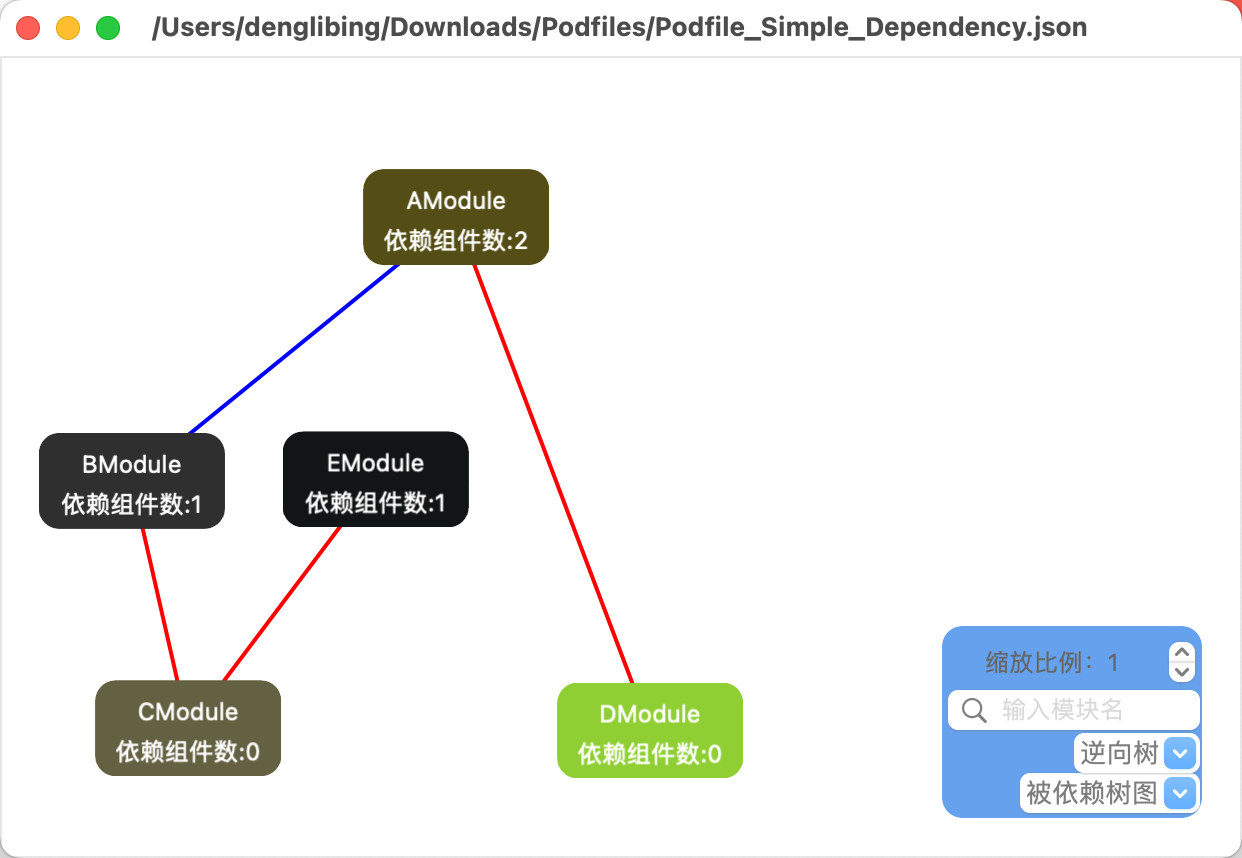 /Users/denglibing/Downloads/Podfiles/Podfile_Simple_Dependency.json
AModule
依赖组件数:2
BModule
依赖组件数:1
EModule
依赖组件数:1
CModule
依赖组件数:0
DModule
依赖组件数:0
缩放比例：1
输入模块名
逆向树
被依赖树图